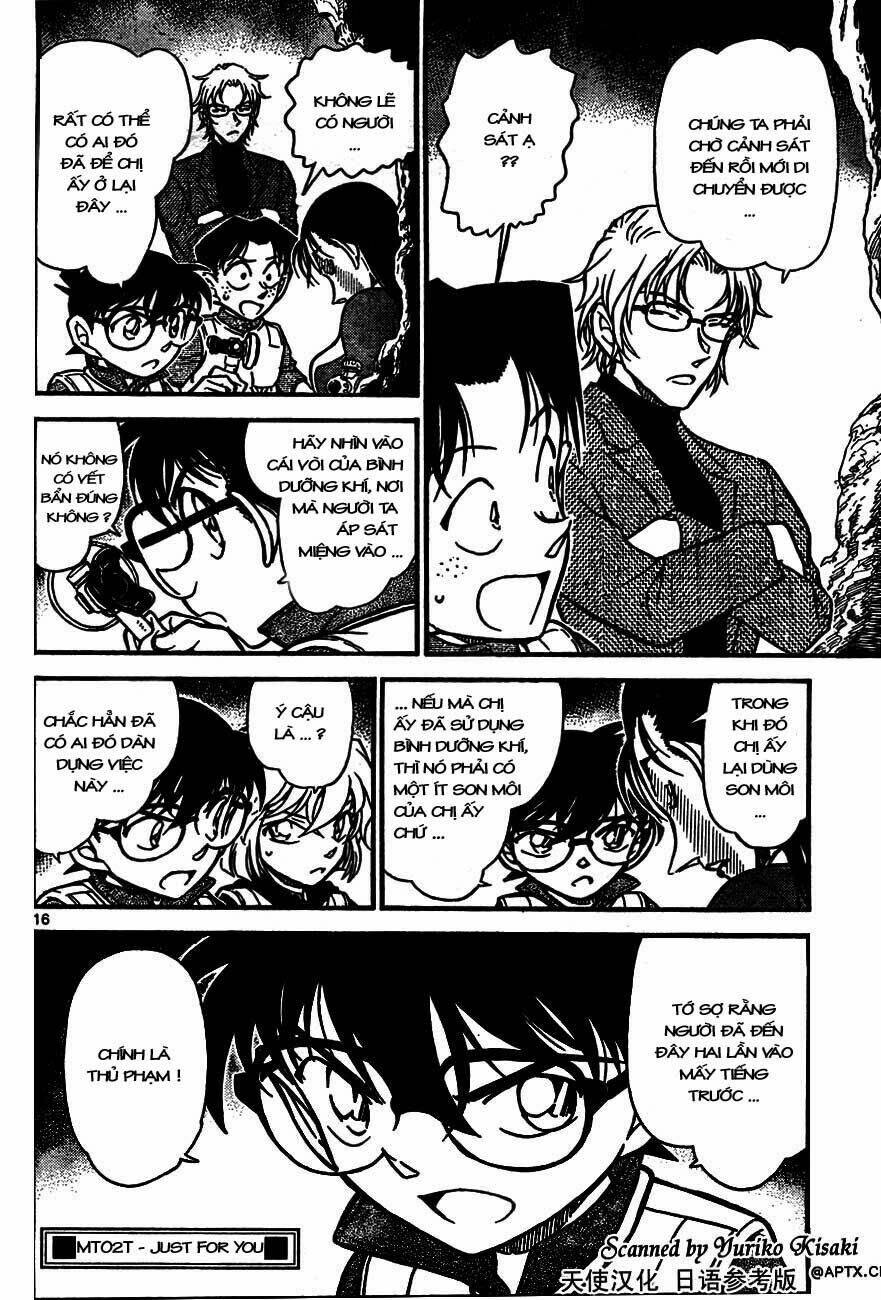 CHÚNG TA PHẢI
CHỜ CẢNH SÁT
ĐẾN RỒI MỚI DI
CHUYỂN ĐƯỢC
...
CẢNH
SÁT Ạ
??
KHÔNG LẼ
CÓ NGƯỜI
...
RẤT CÓ THỂ
CÓ AI ĐÓ
ĐÃ ĐỂ CHỊ
ẤY Ở LẠI
ĐÂY ...
HÃY NHÌN VÀO
CÁI VÒI CỦA BÌNH
DƯỠNG KHÍ, NƠI
MÀ NGƯỜI TA
ÁP SÁT
MIỆNG VÀO ...
NÓ KHÔNG
CÓ VẾT
BẨN ĐÚNG
KHÔNG ?
TRONG
KHI ĐÓ
CHỊ ẤY
LẠI DÙNG
SON MÔI
...
... NẾU MÀ CHỊ
ẤY ĐÃ SỬ DỤNG
BÌNH DƯỠNG KHÍ,
THÌ NÓ PHẢI CÓ
MỘT ÍT SON MÔI
CỦA CHỊ ẤY
CHỨ ...
Ý CẬU
LÀ ... ?
CHẮC HẲN ĐÃ
CÓ AI ĐÓ DÀN
DỰNG VIỆC
NÀY ...
16
TỚ SỢ RẰNG
NGƯỜI ĐÃ ĐẾN
ĐÂY HAI LẦN VÀO
MẤY TIẾNG
TRƯỚC ...
CHÍNH LÀ
THỦ PHẠM !
MT02T - JUST FOR YOU
Scanned by Yuriko Kisaki
天使汉化 日语参考版
@APTX.C